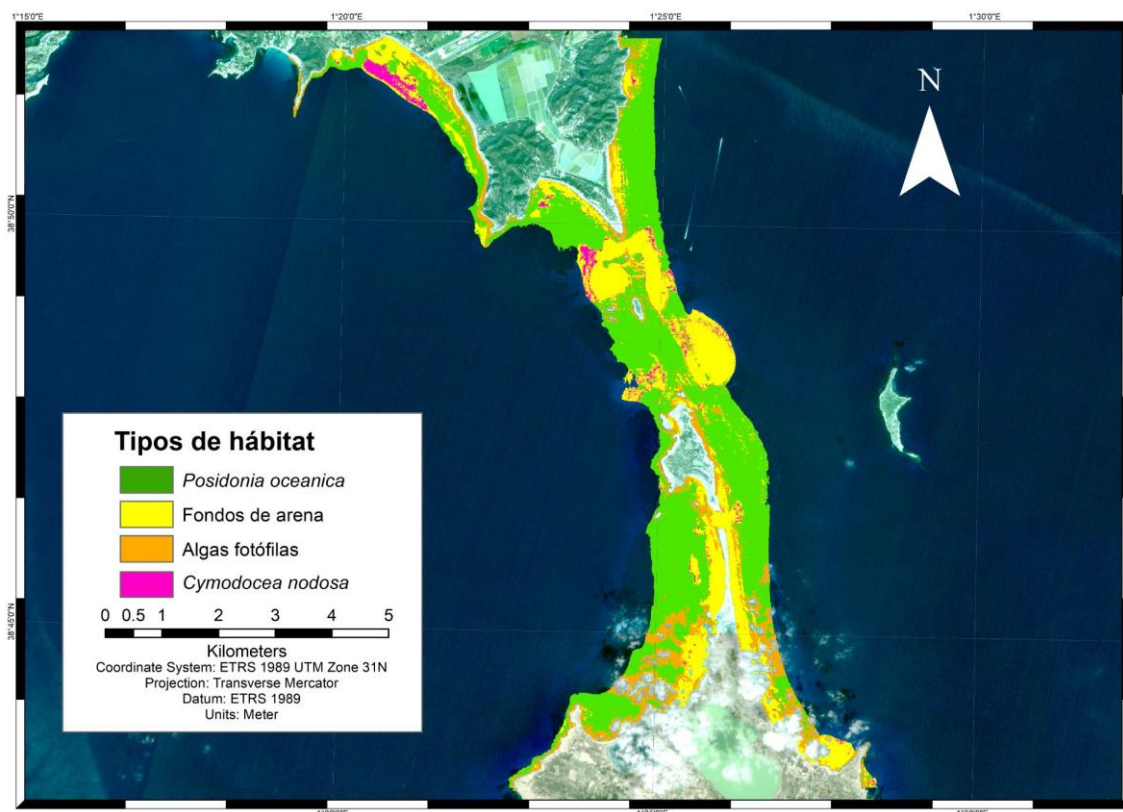 1°15'0"E 1°20'0"E 1°25'0"E 1°30'0"E
N
38°50'0"N
38°45'0"N
Tipos de hábitat
Posidonia oceanica
Fondos de arena
Algas fotófilas
Cymodocea nodosa
0 0.5 1 2 3 4 5
Kilometers
Coordinate System: ETRS 1989 UTM Zone 31N
Projection: Transverse Mercator
Datum: ETRS 1989
Units: Meter